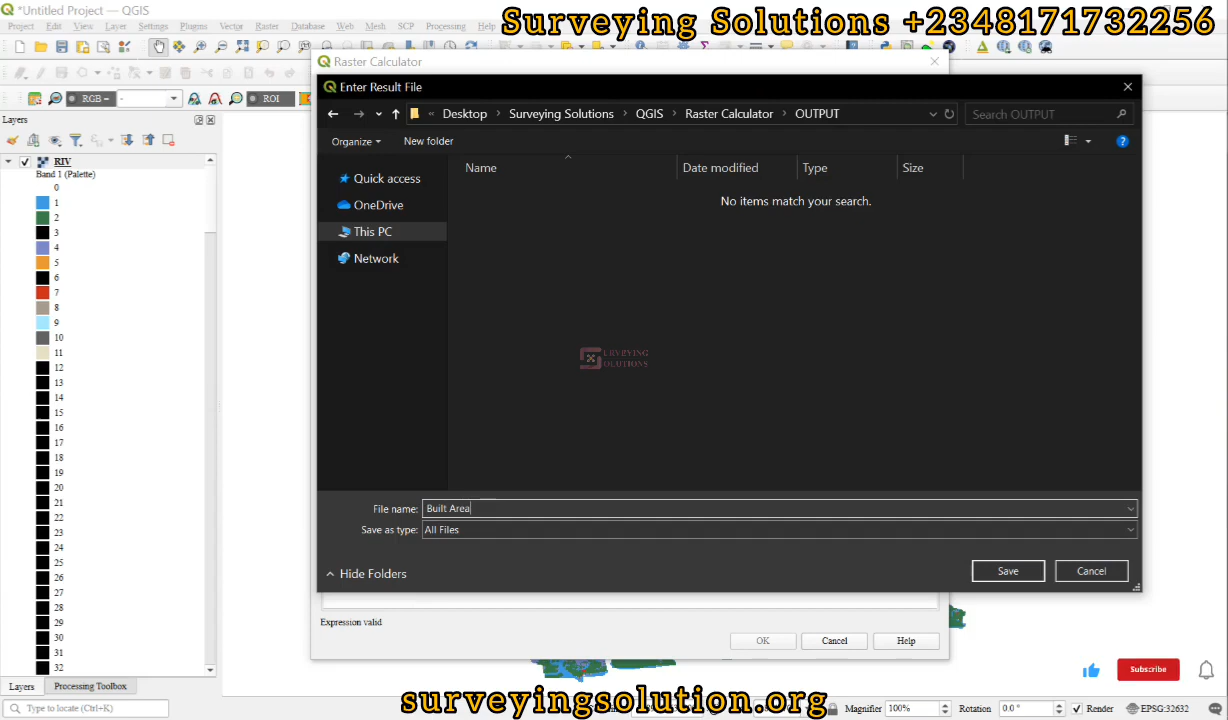 *Untitled Project — QGIS
Surveying Solutions +2348171732256
Project Edit View Layer Settings Plugins Vector Raster Database Web Mesh SCP Processing Help
Raster Calculator
Enter Result File
RGB =
-
ROI
« Desktop > Surveying Solutions > QGIS > Raster Calculator > OUTPUT
Search OUTPUT
Layers
Organize
New folder
RIV
Band 1 (Palette)
Name
Date modified
Type
Size
No items match your search.
Quick access
OneDrive
This PC
Network
0
1
2
3
4
5
6
7
8
9
10
11
12
13
14
15
16
17
18
19
20
21
22
23
24
25
26
27
28
29
30
31
32
SURVEYING
SOLUTIONS
File name: Built Area
Save as type: All Files
Hide Folders
Save
Cancel
Expression valid
OK
Cancel
Help
Subscribe
Layers
Processing Toolbox
surveyingsolution.org
Type to locate (Ctrl+K)
Magnifier 100%
Rotation 0.0 °
Render
EPSG:32632